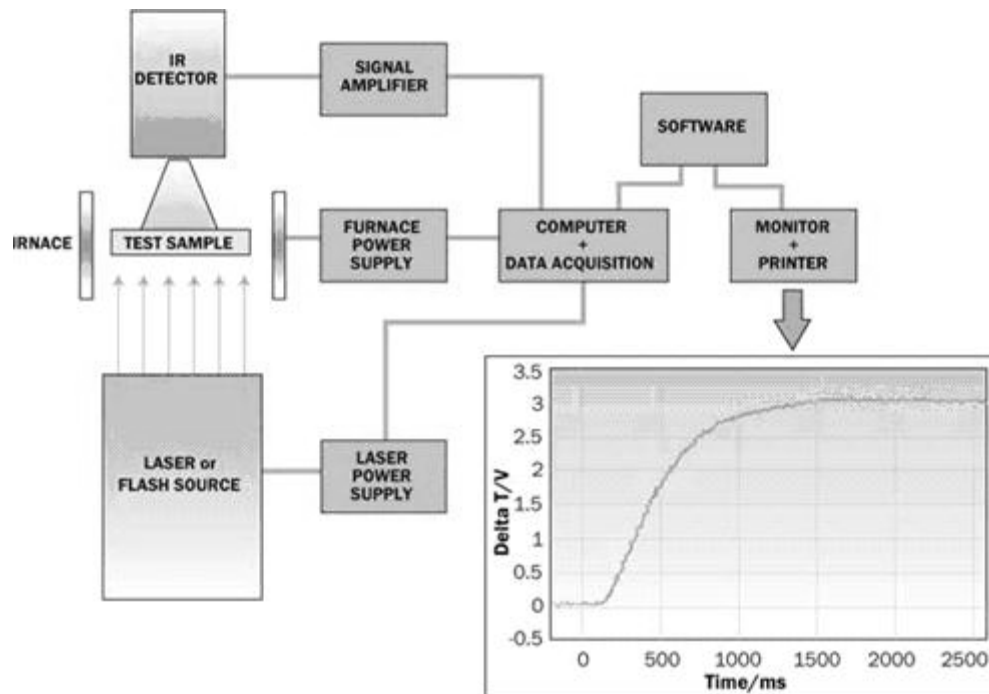 IR
DETECTOR
SIGNAL
AMPLIFIER
SOFTWARE
IRNACE
TEST SAMPLE
FURNACE
POWER
SUPPLY
COMPUTER
+
DATA ACQUISITION
MONITOR
+
PRINTER
LASER or
FLASH SOURCE
LASER
POWER
SUPPLY
Delta T/V
3.5
3
2.5
2
1.5
1
0.5
0
-0.5
0 500 1000 1500 2000 2500
Time/ms